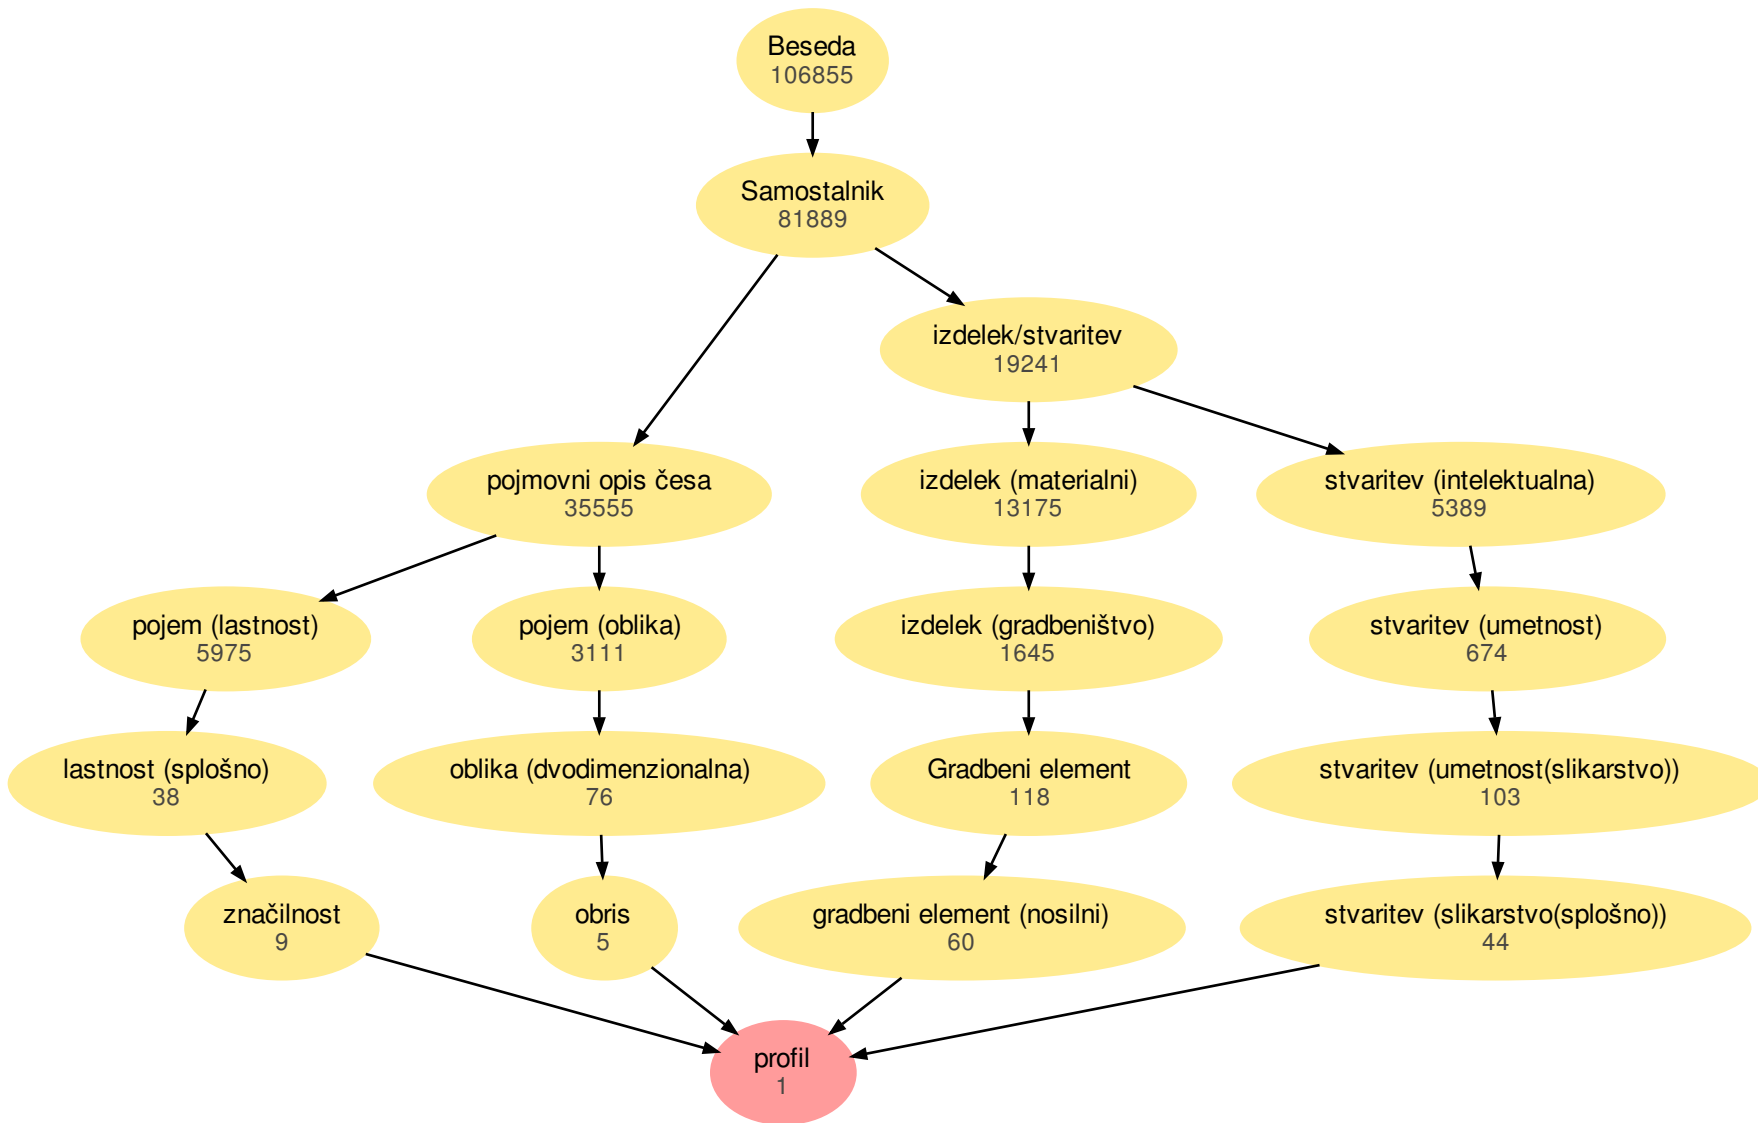 Beseda
106855
Samostalnik
81889
izdelek/stvaritev
19241
pojmovni opis česa
35555
izdelek (materialni)
13175
stvaritev (intelektualna)
5389
pojem (lastnost)
5975
pojem (oblika)
3111
izdelek (gradbeništvo)
1645
stvaritev (umetnost)
674
lastnost (splošno)
38
oblika (dvodimenzionalna)
76
Gradbeni element
118
stvaritev (umetnost(slikarstvo))
103
značilnost
9
obris
5
gradbeni element (nosilni)
60
stvaritev (slikarstvo(splošno))
44
profil
1